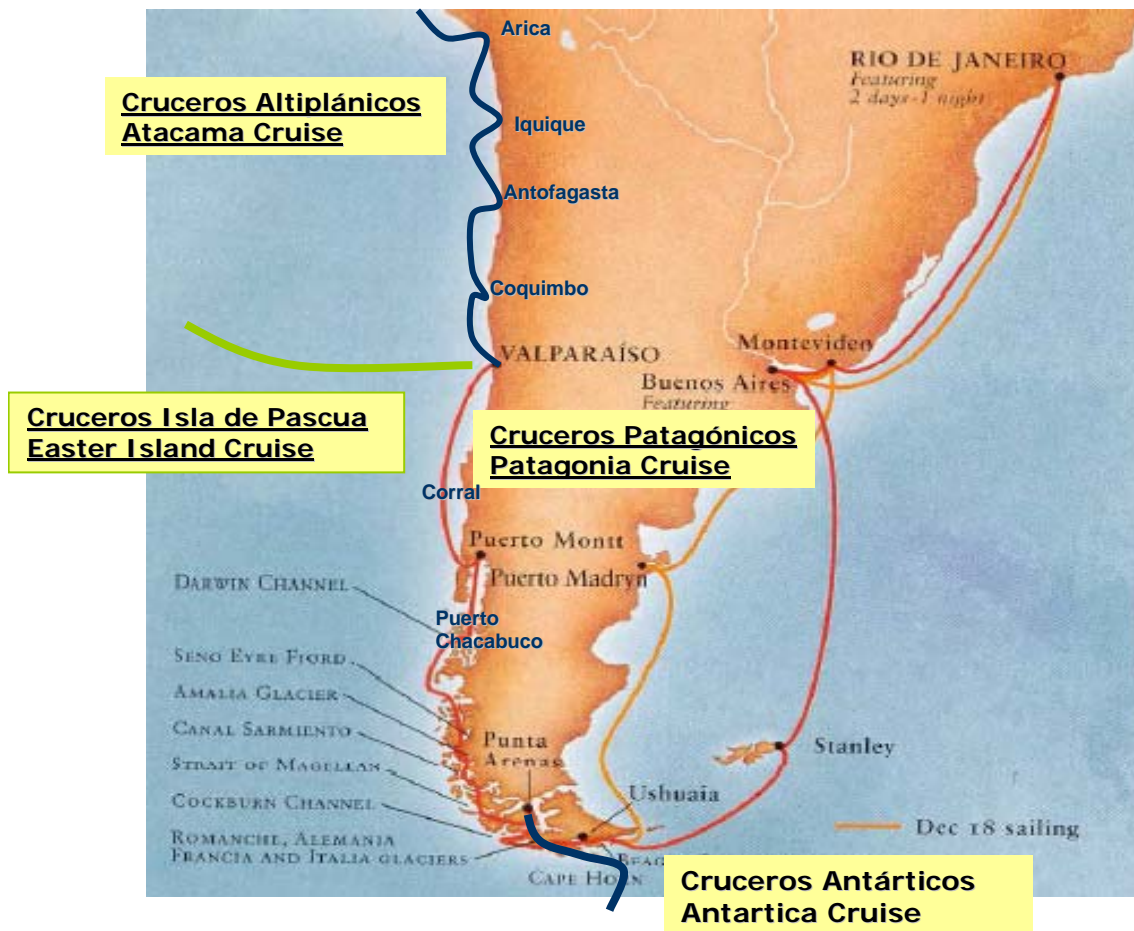 Arica
RIO DE JANEIRO
Featuring
2 days-1 night
Cruceros Altiplánicos
Atacama Cruise
Iquique
Antofagasta
Coquimbo
VALPARAÍSO
Montevideo
Buenos Aires
Featuring
Cruceros Isla de Pascua
Easter Island Cruise
Cruceros Patagónicos
Patagonia Cruise
Corral
Puerto Montt
Puerto Madryn
DARWIN CHANNEL
Puerto
Chacabuco
SENO EYRE FJORD
AMALIA GLACIER
CANAL SARMIENTO
STRAIT OF MAGELLAN
COCKBURN CHANNEL
ROMANCHE, ALEMANIA
FRANCIA AND ITALIA GLACIERS
Punta
Arenas
Stanley
Ushuaia
Dec 18 sailing
CAPE HORN
Cruceros Antárticos
Antartica Cruise